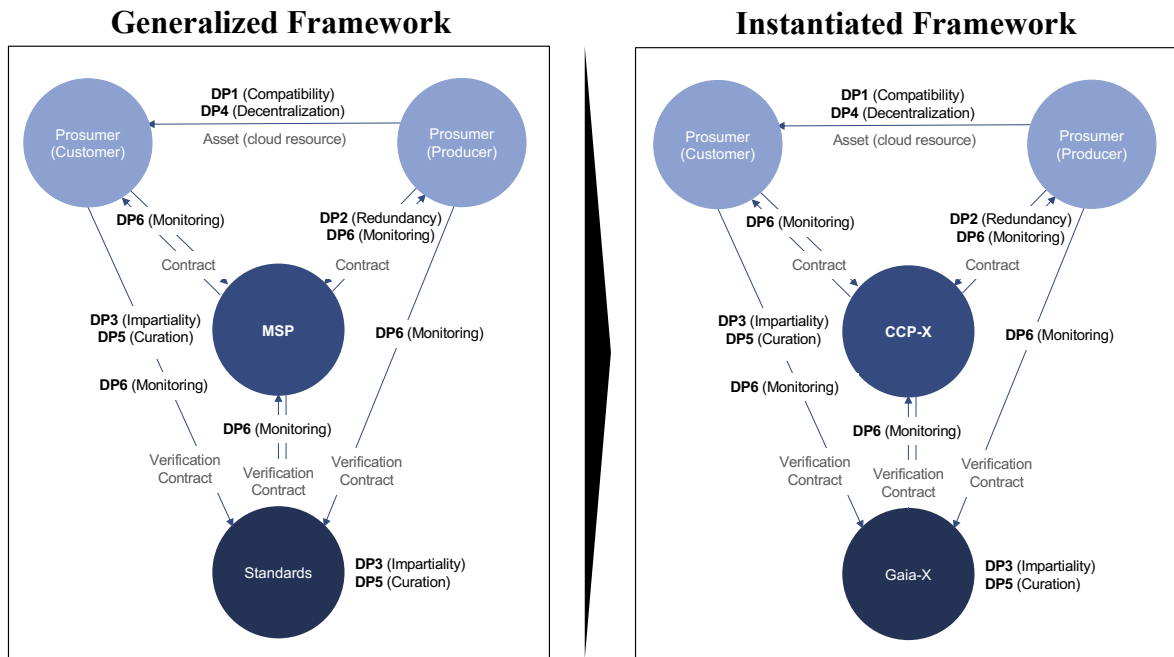 Generalized Framework
DP1 (Compatibility)
DP4 (Decentralization)
Asset (cloud resource)
Prosumer
(Customer)
Prosumer
(Producer)
DP6 (Monitoring)
Contract
DP2 (Redundancy)
DP6 (Monitoring)
Contract
MSP
DP3 (Impartiality)
DP5 (Curation)
DP6 (Monitoring)
DP6 (Monitoring)
DP6 (Monitoring)
Verification
Contract
Verification
Contract
Verification
Contract
Standards
DP3 (Impartiality)
DP5 (Curation)
Instantiated Framework
DP1 (Compatibility)
DP4 (Decentralization)
Asset (cloud resource)
Prosumer
(Customer)
Prosumer
(Producer)
DP6 (Monitoring)
Contract
DP2 (Redundancy)
DP6 (Monitoring)
Contract
CCP-X
DP3 (Impartiality)
DP5 (Curation)
DP6 (Monitoring)
DP6 (Monitoring)
DP6 (Monitoring)
Verification
Contract
Verification
Contract
Verification
Contract
Gaia-X
DP3 (Impartiality)
DP5 (Curation)